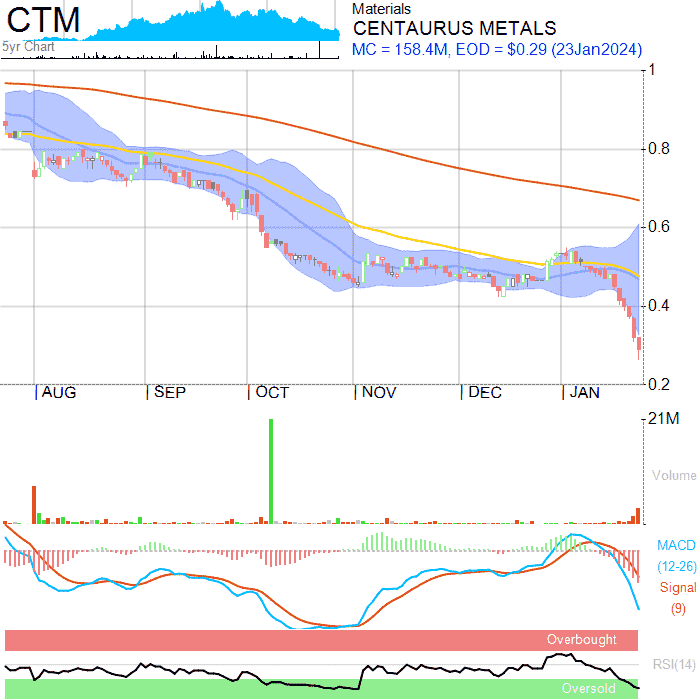 CTM
5yr Chart
Materials
CENTAURUS METALS
MC = 158.4M, EOD = $0.29 (23Jan2024)
1
0.8
0.6
0.4
0.2
AUG SEP OCT NOV DEC JAN
21M
Volume
MACD
(12-26)
Signal
(9)
Overbought
RSI(14)
Oversold